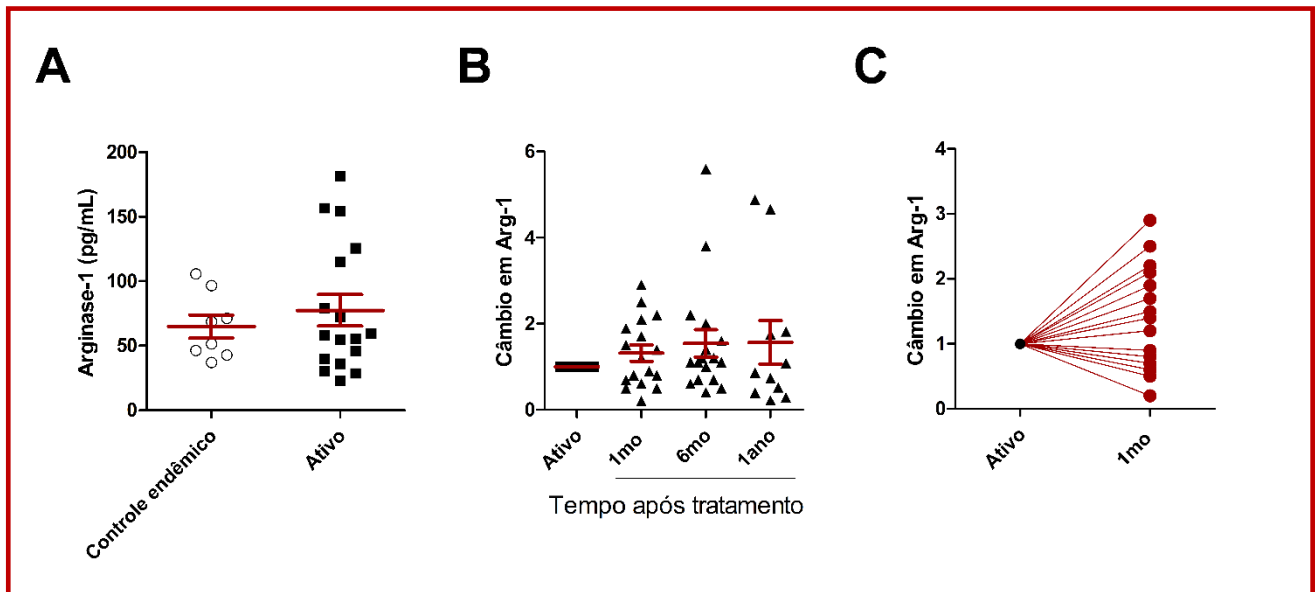 A
B
C
Arginase-1 (pg/mL)
200
150
100
50
0
Controle endêmico
Ativo
Câmbio em Arg-1
6
4
2
0
Ativo
1mo
6mo
1ano
Tempo após tratamento
Câmbio em Arg-1
4
3
2
1
0
Ativo
1mo